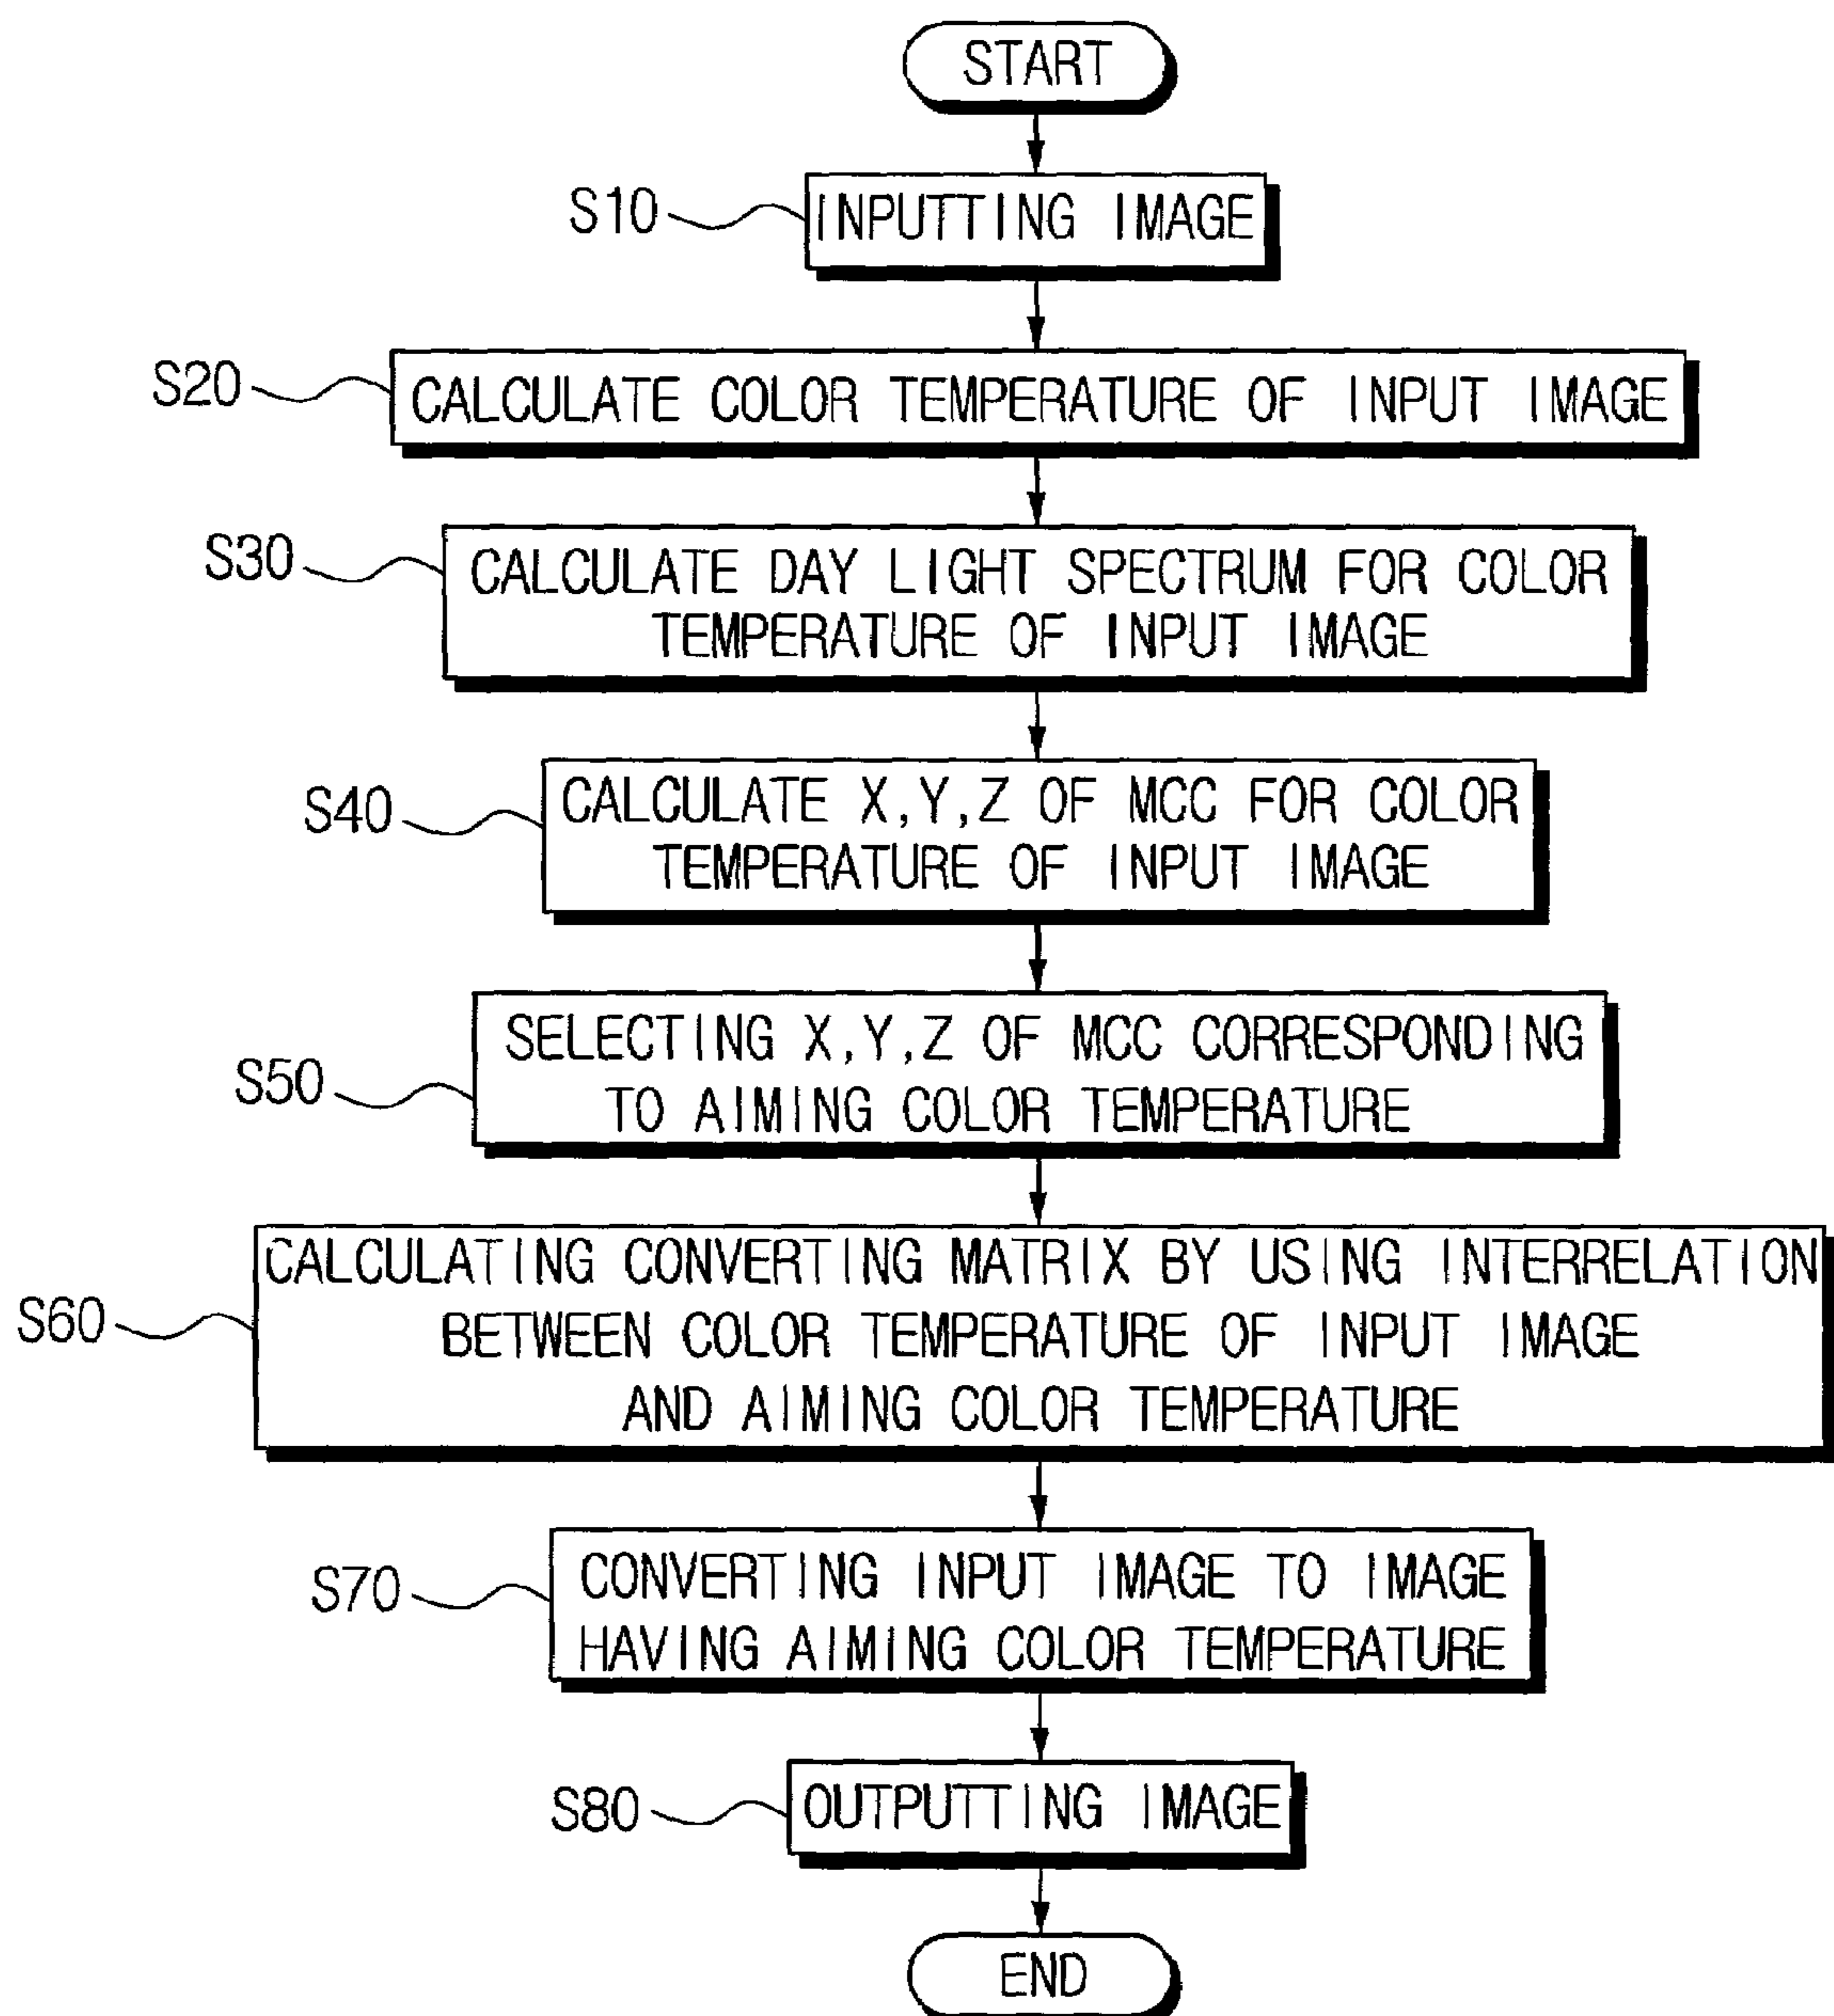 START
S10
INPUTTING IMAGE
S20
CALCULATE COLOR TEMPERATURE OF INPUT IMAGE
S30
CALCULATE DAY LIGHT SPECTRUM FOR COLOR
TEMPERATURE OF INPUT IMAGE
S40
CALCULATE X,Y,Z OF MCC FOR COLOR
TEMPERATURE OF INPUT IMAGE
S50
SELECTING X,Y,Z OF MCC CORRESPONDING
TO AIMING COLOR TEMPERATURE
S60
CALCULATING CONVERTING MATRIX BY USING INTERRELATION
BETWEEN COLOR TEMPERATURE OF INPUT IMAGE
AND AIMING COLOR TEMPERATURE
S70
CONVERTING INPUT IMAGE TO IMAGE
HAVING AIMING COLOR TEMPERATURE
S80
OUTPUTTING IMAGE
END